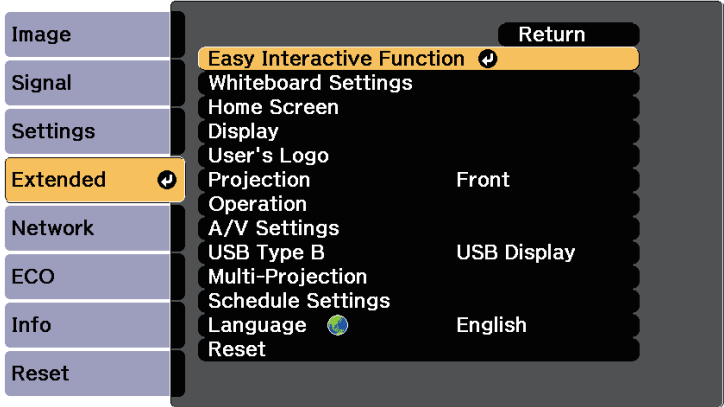 Image
Signal
Settings
Extended
Network
ECO
Info
Reset
Return
Easy Interactive Function
Whiteboard Settings
Home Screen
Display
User's Logo
Projection Front
Operation
A/V Settings
USB Type B USB Display
Multi-Projection
Schedule Settings
Language English
Reset